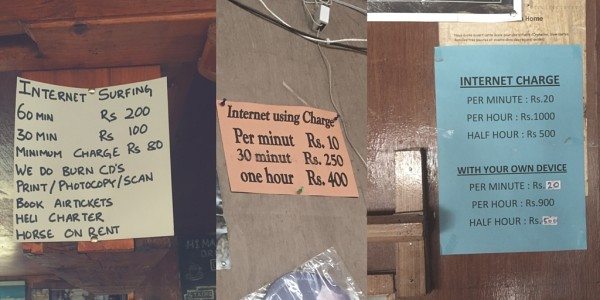 INTERNET SURFING
60 MIN RS 200
30 MIN RS 100
MINIMUM CHARGE RS 80
WE DO BURN CD'S
PRINT/PHOTOCOPY/SCAN
BOOK AIRTICKETS
HELI CHARTER
HORSE ON RENT
Internet using Charge
Per minut Rs. 10
30 minut Rs. 250
one hour Rs. 400
Home
INTERNET CHARGE
PER MINUTE : Rs.20
PER HOUR : Rs.1000
HALF HOUR : RS 500
WITH YOUR OWN DEVICE
PER MINUTE : Rs. 20
PER HOUR : Rs.900
HALF HOUR : Rs.